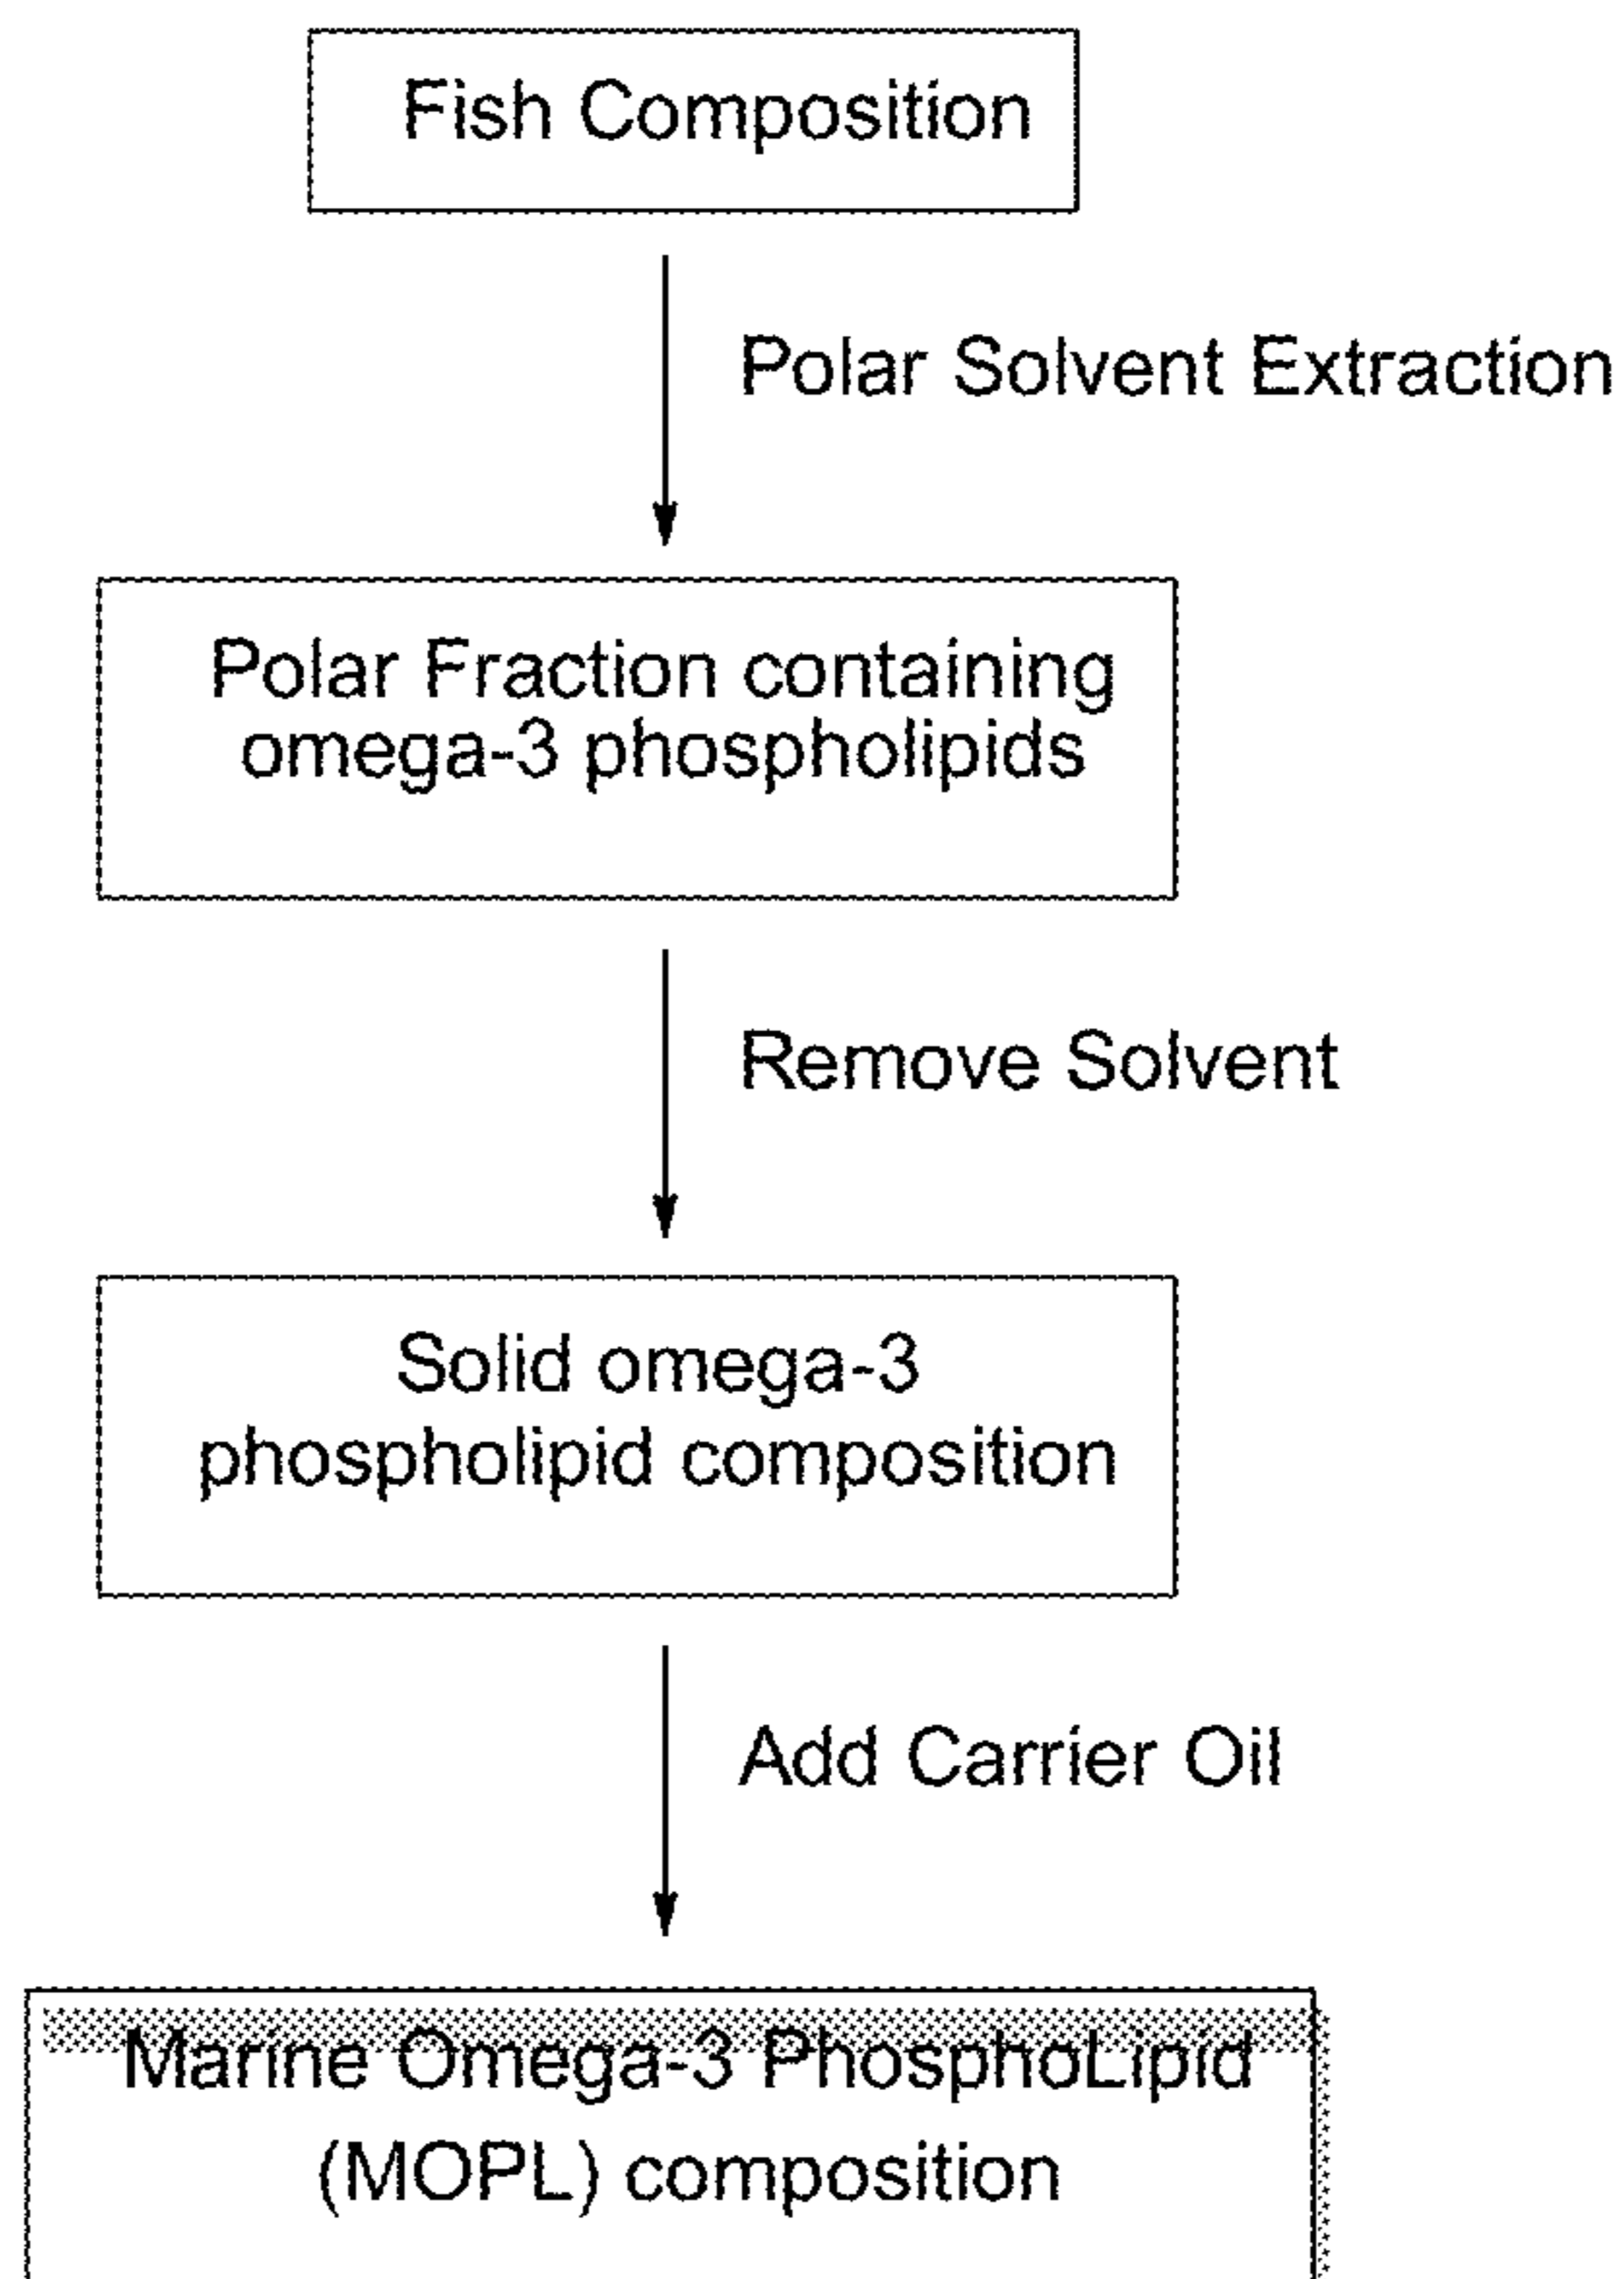 Fish Composition
Polar Solvent Extraction
Polar Fraction containing
omega-3 phospholipids
Remove Solvent
Solid omega-3
phospholipid composition
Add Carrier Oil
Marine Omega-3 PhosphoLipid
(MOPL) composition